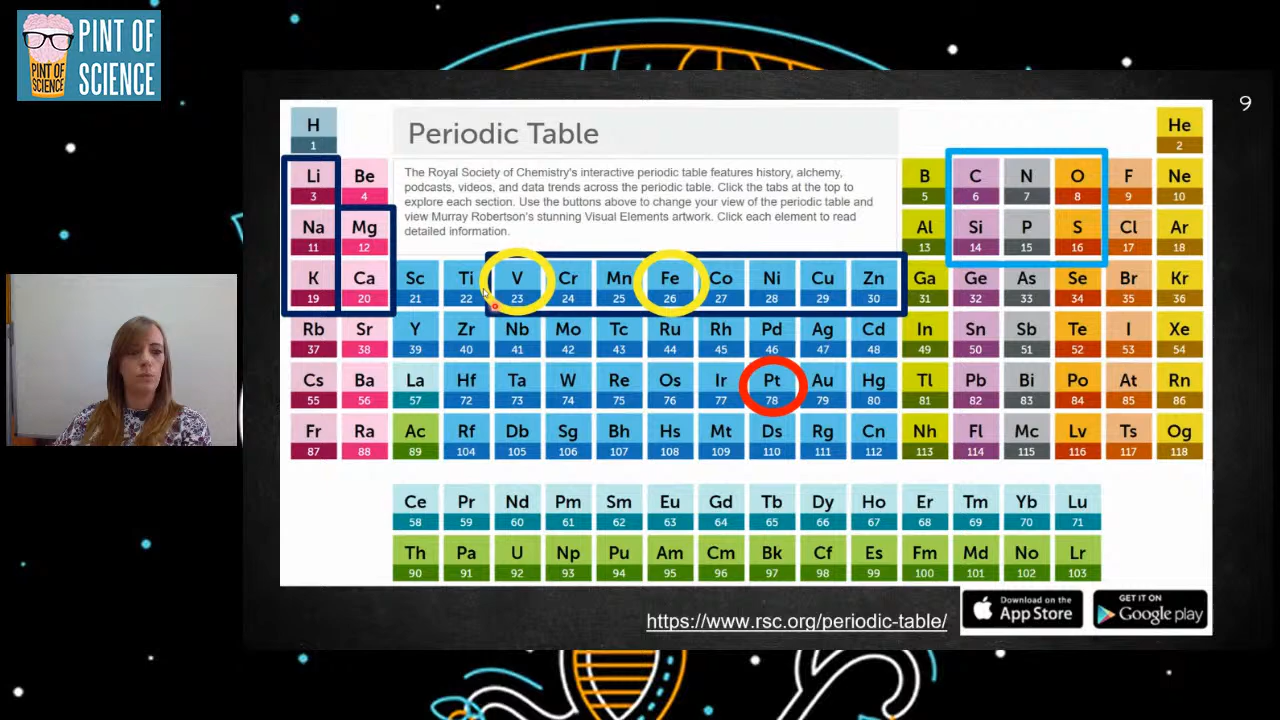 PINT OF
SCIENCE
PINT OF
SCIENCE
9
H
1
Periodic Table
He
2
The Royal Society of Chemistry's interactive periodic table features history, alchemy,
podcasts, videos, and data trends across the periodic table. Click the tabs at the top to
explore each section. Use the buttons above to change your view of the periodic table and
view Murray Robertson's stunning Visual Elements artwork. Click each element to read
detailed information.
Li Be B C N O F Ne
3 4 5 6 7 8 9 10
Na Mg Al Si P S Cl Ar
11 12 13 14 15 16 17 18
K Ca Sc Ti V Cr Mn Fe Co Ni Cu Zn Ga Ge As Se Br Kr
19 20 21 22 23 24 25 26 27 28 29 30 31 32 33 34 35 36
Rb Sr Y Zr Nb Mo Tc Ru Rh Pd Ag Cd In Sn Sb Te I Xe
37 38 39 40 41 42 43 44 45 46 47 48 49 50 51 52 53 54
Cs Ba La Hf Ta W Re Os Ir Pt Au Hg Tl Pb Bi Po At Rn
55 56 57 72 73 74 75 76 77 78 79 80 81 82 83 84 85 86
Fr Ra Ac Rf Db Sg Bh Hs Mt Ds Rg Cn Nh Fl Mc Lv Ts Og
87 88 89 104 105 106 107 108 109 110 111 112 113 114 115 116 117 118
Ce Pr Nd Pm Sm Eu Gd Tb Dy Ho Er Tm Yb Lu
58 59 60 61 62 63 64 65 66 67 68 69 70 71
Th Pa U Np Pu Am Cm Bk Cf Es Fm Md No Lr
90 91 92 93 94 95 96 97 98 99 100 101 102 103
https://www.rsc.org/periodic-table/
Download on the
App Store
GET IT ON
Google play